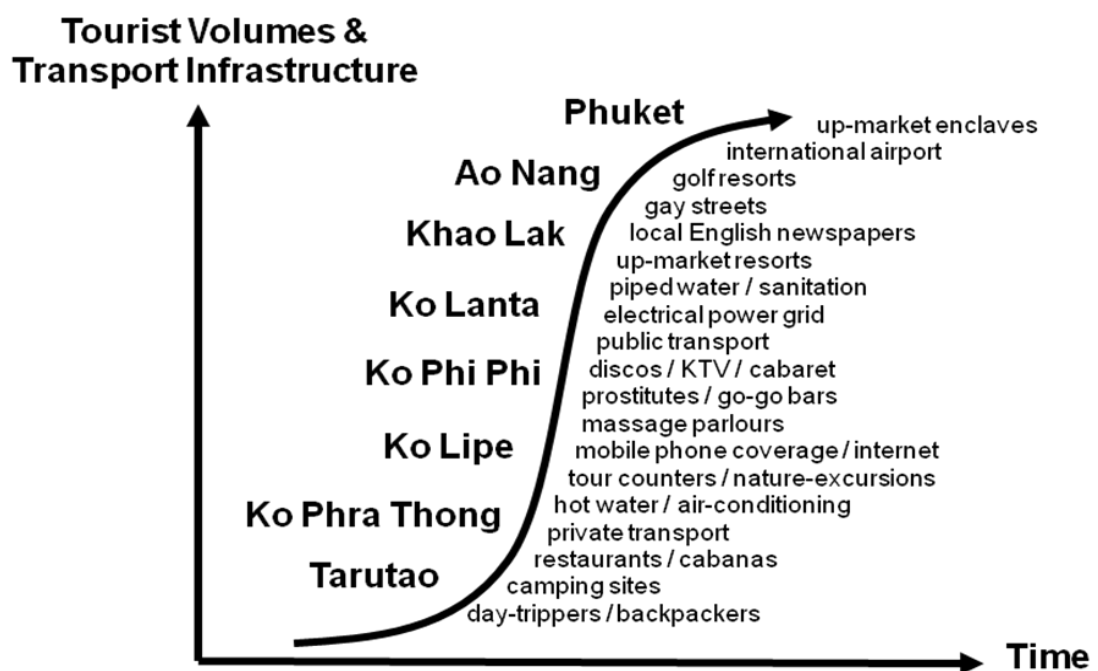 Tourist Volumes &
Transport Infrastructure
Phuket
Ao Nang
Khao Lak
Ko Lanta
Ko Phi Phi
Ko Lipe
Ko Phra Thong
Tarutao
up-market enclaves
international airport
golf resorts
gay streets
local English newspapers
up-market resorts
piped water / sanitation
electrical power grid
public transport
discos / KTV / cabaret
prostitutes / go-go bars
massage parlours
mobile phone coverage / internet
tour counters / nature-excursions
hot water / air-conditioning
private transport
restaurants / cabanas
camping sites
day-trippers / backpackers
Time